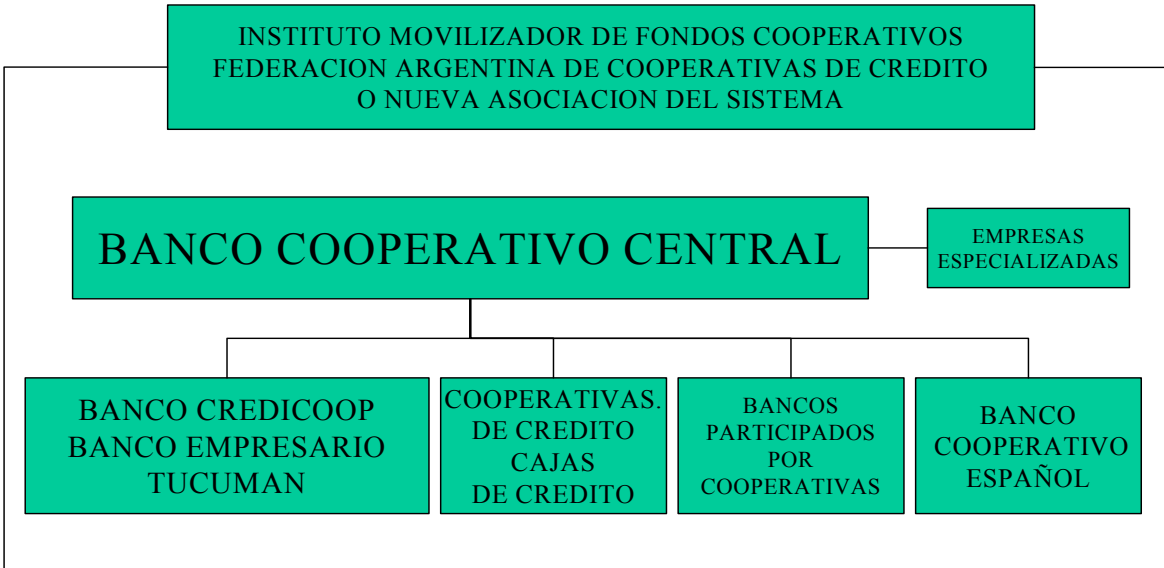 INSTITUTO MOVILIZADOR DE FONDOS COOPERATIVOS
FEDERACION ARGENTINA DE COOPERATIVAS DE CREDITO
O NUEVA ASOCIACION DEL SISTEMA
BANCO COOPERATIVO CENTRAL
EMPRESAS
ESPECIALIZADAS
BANCO CREDICOOP
BANCO EMPRESARIO
TUCUMAN
COOPERATIVAS.
DE CREDITO
CAJAS
DE CREDITO
BANCOS
PARTICIPADOS
POR
COOPERATIVAS
BANCO
COOPERATIVO
ESPAÑOL